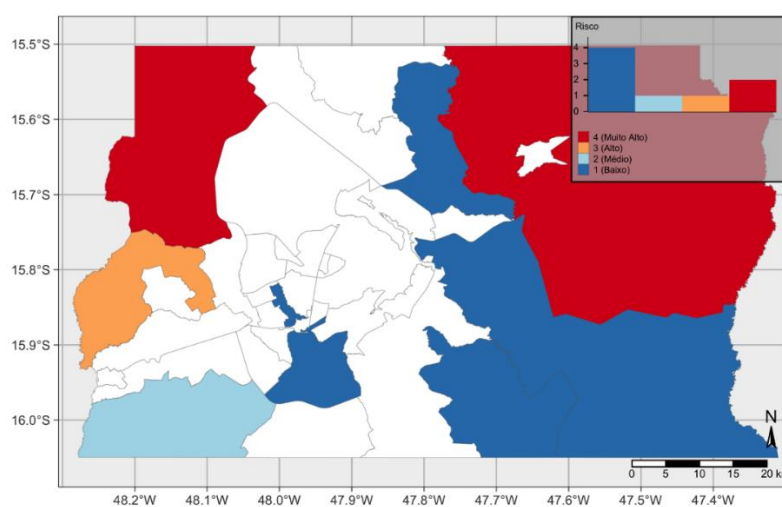 Risco
4
3
2
1
0
4 (Muito Alto)
3 (Alto)
2 (Médio)
1 (Baixo)
15.5°S
15.6°S
15.7°S
15.8°S
15.9°S
16.0°S
N
0 5 10 15 20 km
48.2°W 48.1°W 48.0°W 47.9°W 47.8°W 47.7°W 47.6°W 47.5°W 47.4°W